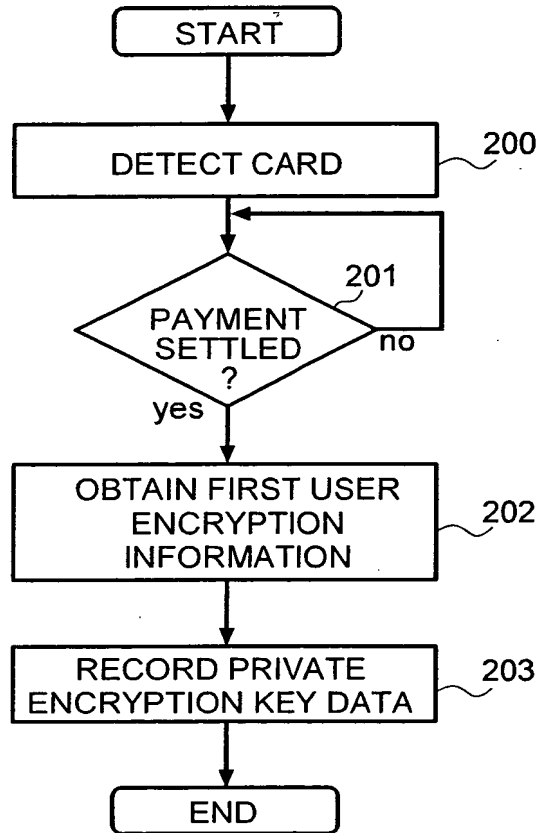 START
DETECT CARD
200
201
PAYMENT
SETTLED
?
no
yes
OBTAIN FIRST USER
ENCRYPTION
INFORMATION
202
RECORD PRIVATE
ENCRYPTION KEY DATA
203
END